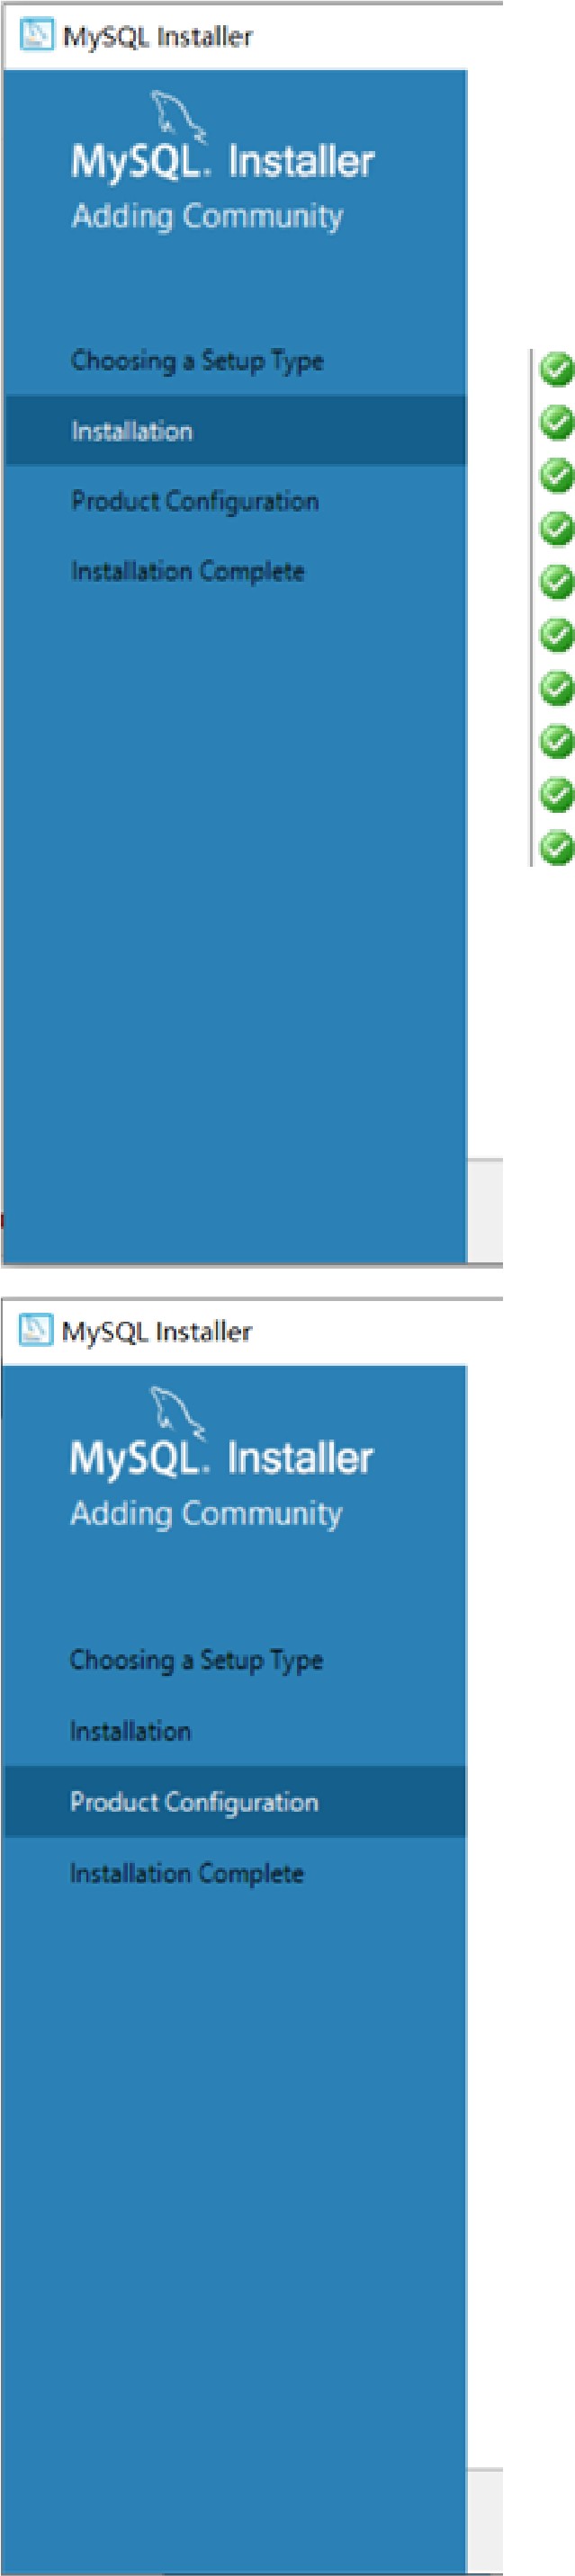 MySQL Installer
MySQL. Installer
Adding Community
Choosing a Setup Type
Installation
Product Configuration
Installation Complete
MySQL Installer
MySQL. Installer
Adding Community
Choosing a Setup Type
Installation
Product Configuration
Installation Complete